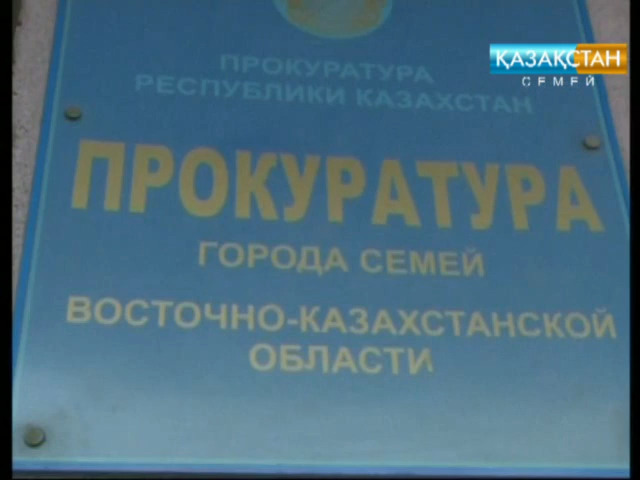 ҚАЗАҚСТАН
СЕМЕЙ
ПРОКУРАТУРА
РЕСПУБЛИКИ КАЗАХСТАН
ПРОКУРАТУРА
ГОРОДА СЕМЕЙ
ВОСТОЧНО-КАЗАХСТАНСКОЙ
ОБЛАСТИ